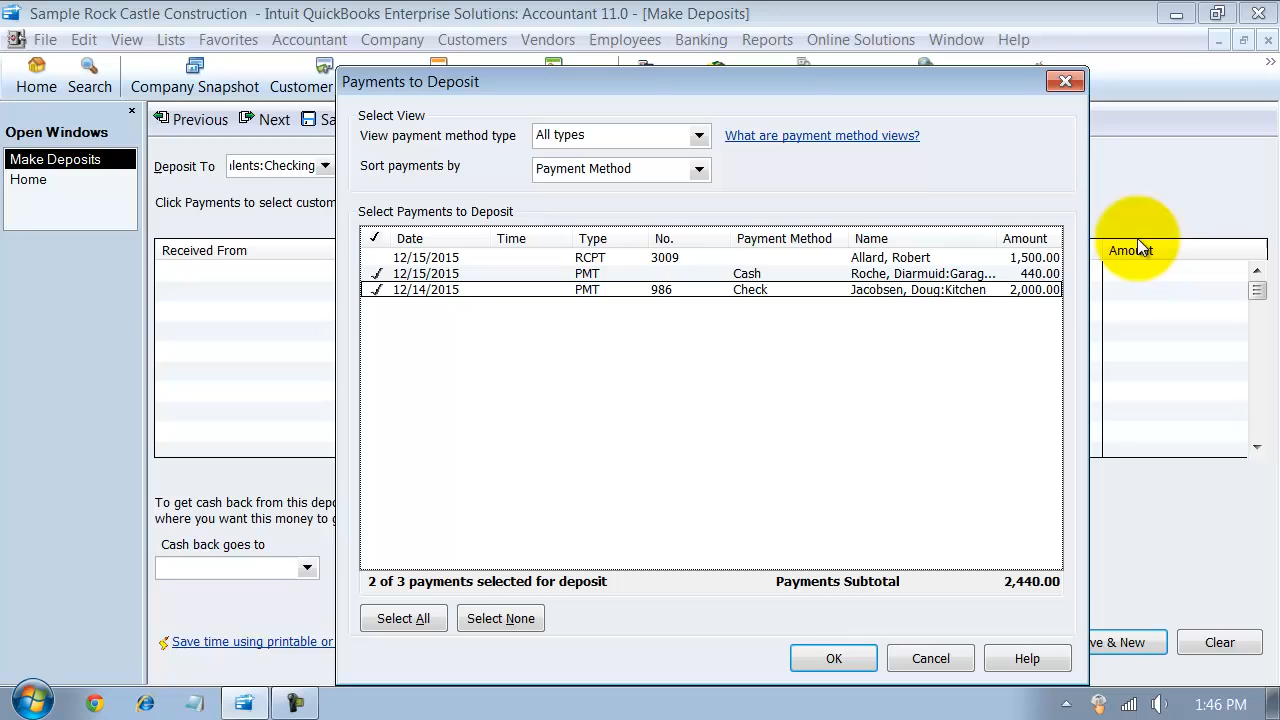 Sample Rock Castle Construction - Intuit QuickBooks Enterprise Solutions: Accountant 11.0 - [Make Deposits]
File Edit View Lists Favorites Accountant Company Customers Vendors Employees Banking Reports Online Solutions Window Help
Home Search Company Snapshot Customer
Open Windows
Make Deposits
Home
Previous Next Sa
Deposit To lents:Checking
Click Payments to select custom
Received From
Amount
To get cash back from this depo
where you want this money to g
Cash back goes to
Save time using printable or
ve & New Clear
Payments to Deposit
Select View
View payment method type All types What are payment method views?
Sort payments by Payment Method
Select Payments to Deposit
✓ Date Time Type No. Payment Method Name Amount
12/15/2015 RCPT 3009 Allard, Robert 1,500.00
✓ 12/15/2015 PMT Cash Roche, Diarmuid:Garag... 440.00
✓ 12/14/2015 PMT 986 Check Jacobsen, Doug:Kitchen 2,000.00
2 of 3 payments selected for deposit Payments Subtotal 2,440.00
Select All Select None
OK Cancel Help
1:46 PM